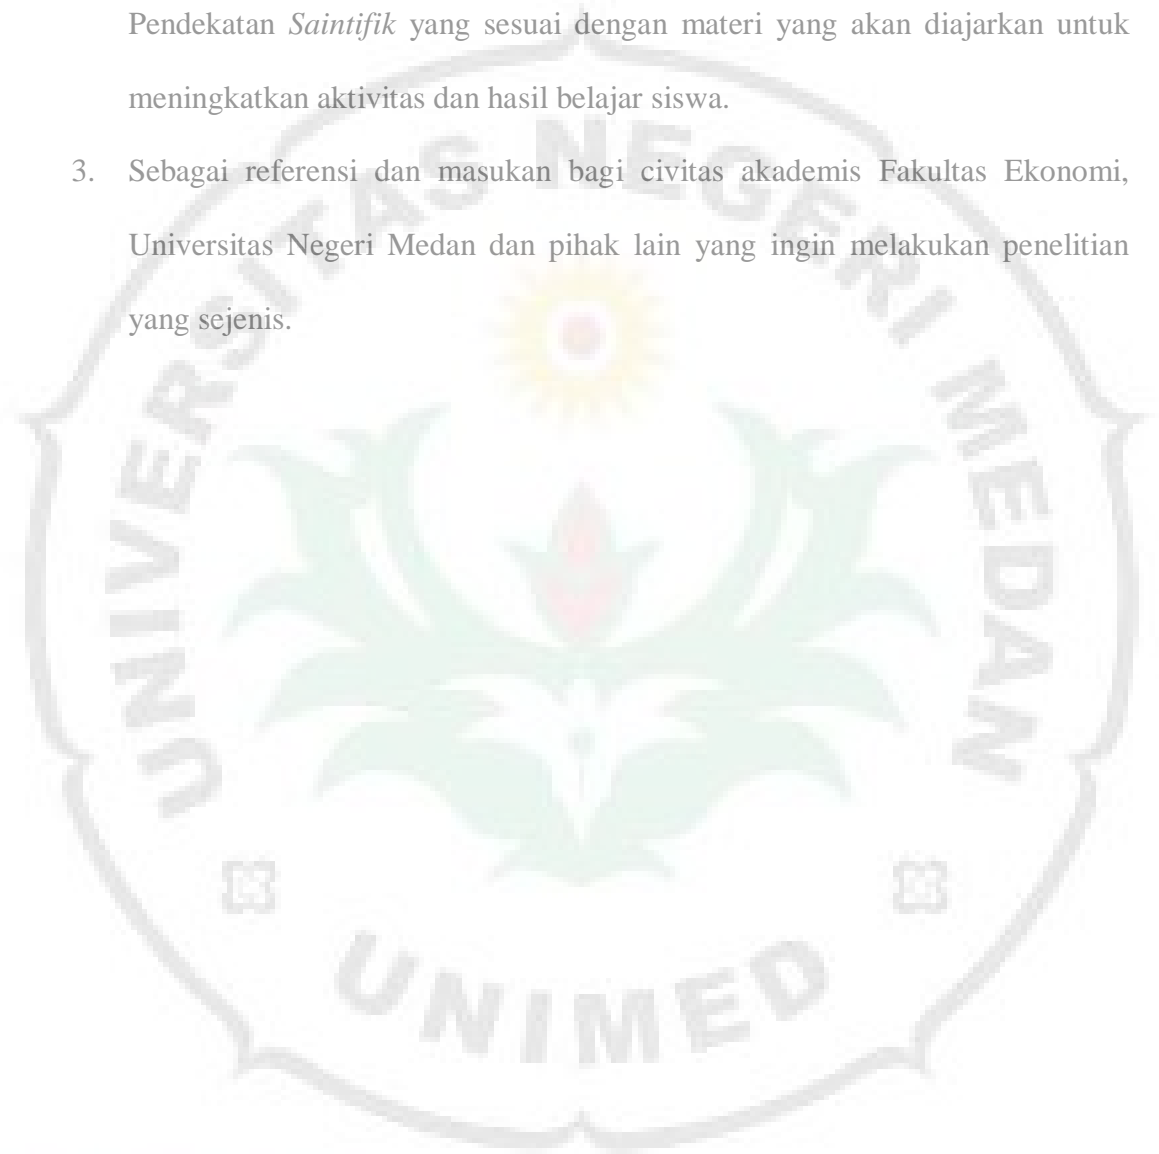 Pendekatan Saintifik yang sesuai dengan materi yang akan diajarkan untuk
meningkatkan aktivitas dan hasil belajar siswa.
3. Sebagai referensi dan masukan bagi civitas akademis Fakultas Ekonomi,
Universitas Negeri Medan dan pihak lain yang ingin melakukan penelitian
yang sejenis.
UNIVERSITAS NEGERI MEDAN
UNIMED